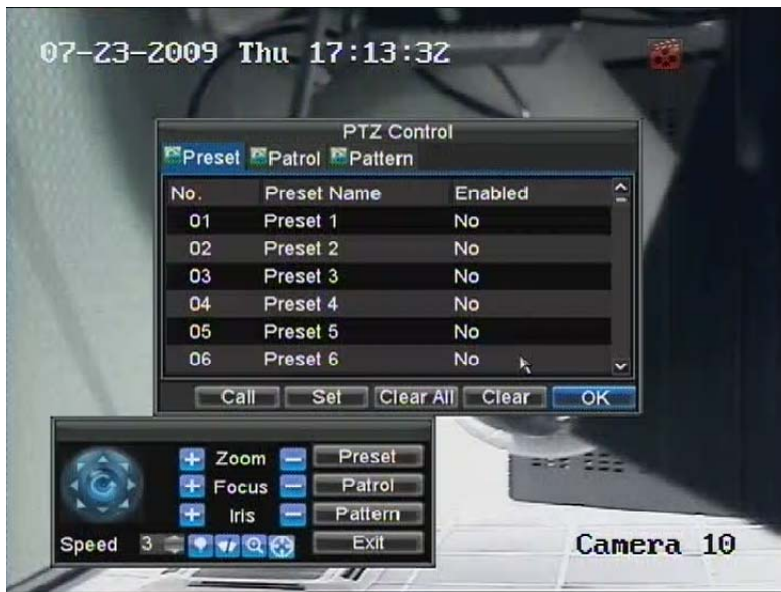 07-23-2009 Thu 17:13:32
PTZ Control
Preset Patrol Pattern
No. Preset Name Enabled
01 Preset 1 No
02 Preset 2 No
03 Preset 3 No
04 Preset 4 No
05 Preset 5 No
06 Preset 6 No
Call Set Clear All Clear OK
Zoom Preset
Focus Patrol
Iris Pattern
Speed 3 Exit
Camera 10